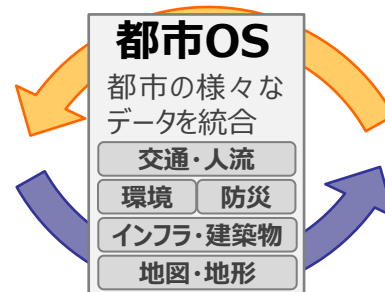 都市OS
都市の様々な
データを統合
交通・人流
環境 防災
インフラ・建築物
地図・地形